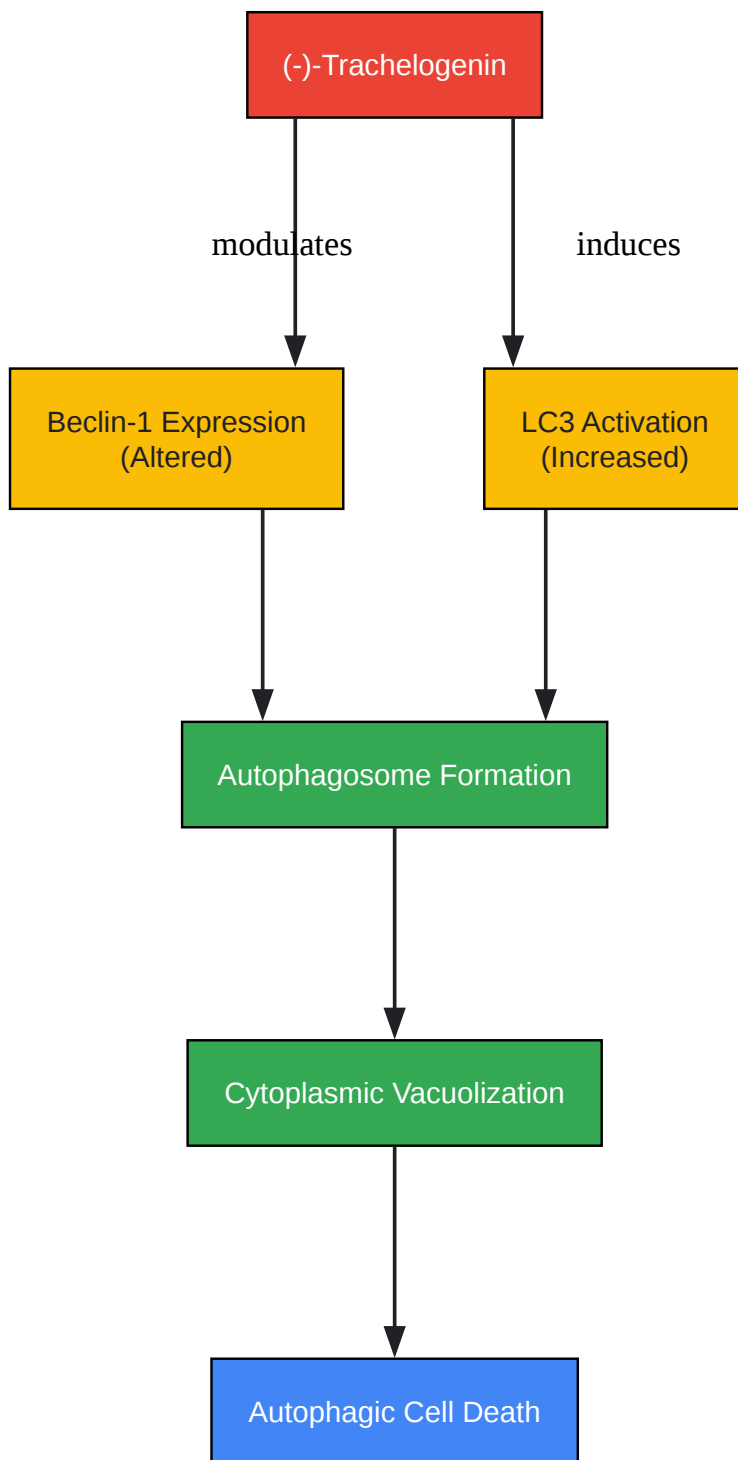 (-)-Trachelogenin
modulates
induces
Beclin-1 Expression
(Altered)
LC3 Activation
(Increased)
Autophagosome Formation
Cytoplasmic Vacuolization
Autophagic Cell Death